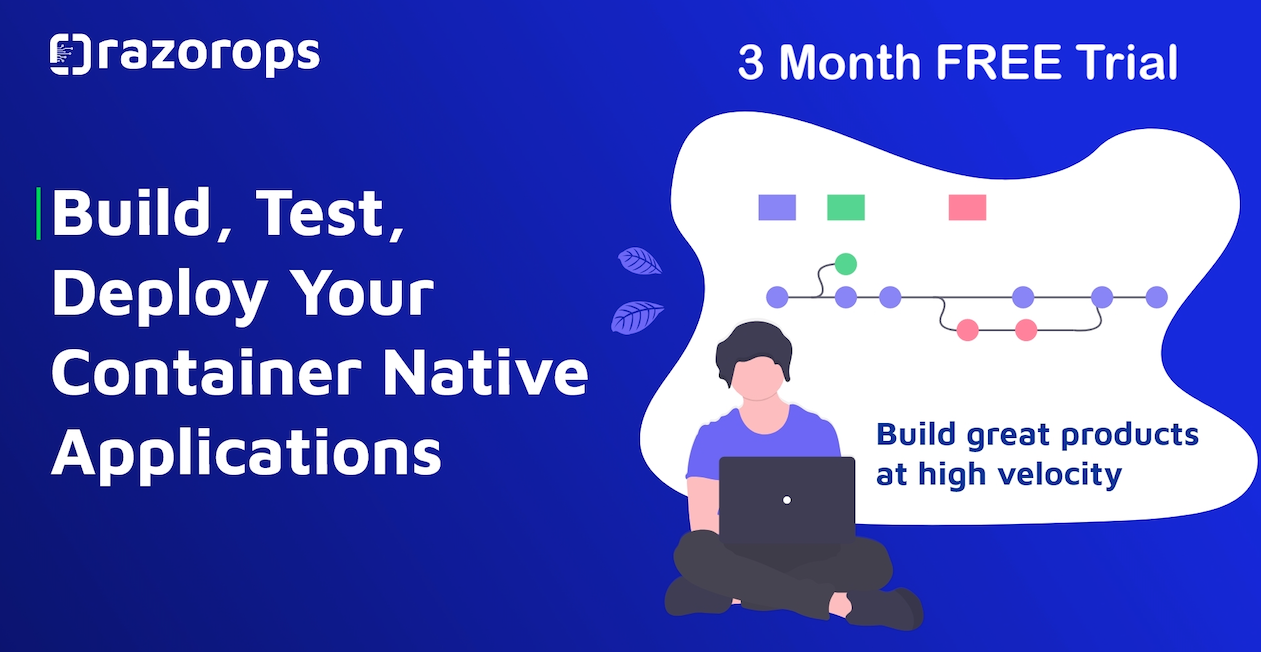 razorops
3 Month FREE Trial
Build, Test,
Deploy Your
Container Native
Applications
Build great products
at high velocity